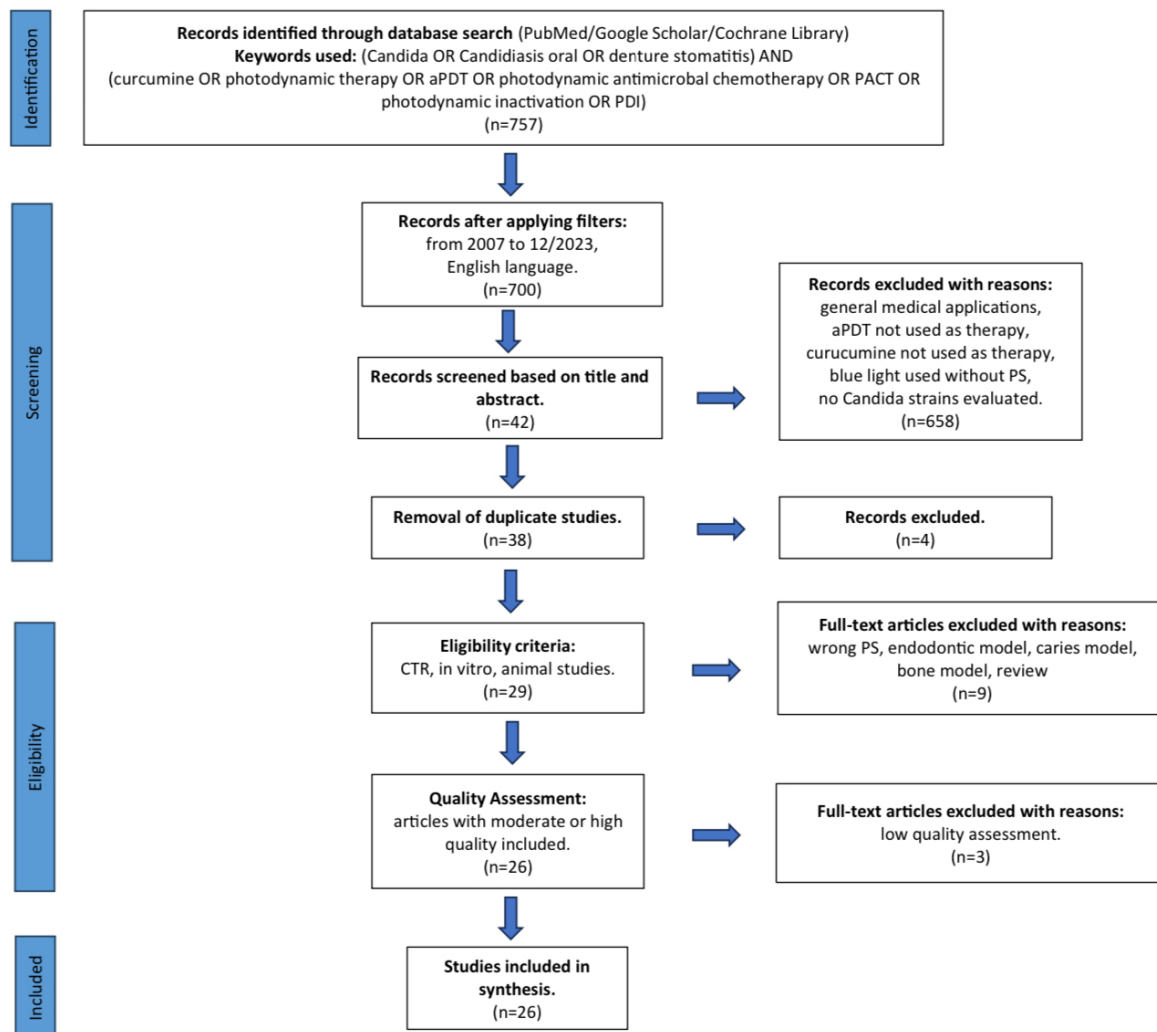 Identification
Records identified through database search (PubMed/Google Scholar/Cochrane Library)
Keywords used: (Candida OR Candidiasis oral OR denture stomatitis) AND
(curcumine OR photodynamic therapy OR aPDT OR photodynamic antimicrobial chemotherapy OR PACT OR
photodynamic inactivation OR PDI)
(n=757)
Screening
Records after applying filters:
from 2007 to 12/2023,
English language.
(n=700)
Records screened based on title and
abstract.
(n=42)
Records excluded with reasons:
general medical applications,
aPDT not used as therapy,
curucumine not used as therapy,
blue light used without PS,
no Candida strains evaluated.
(n=658)
Removal of duplicate studies.
(n=38)
Records excluded.
(n=4)
Eligibility
Eligibility criteria:
CTR, in vitro, animal studies.
(n=29)
Full-text articles excluded with reasons:
wrong PS, endodontic model, caries model,
bone model, review
(n=9)
Quality Assessment:
articles with moderate or high
quality included.
(n=26)
Full-text articles excluded with reasons:
low quality assessment.
(n=3)
Included
Studies included in
synthesis.
(n=26)